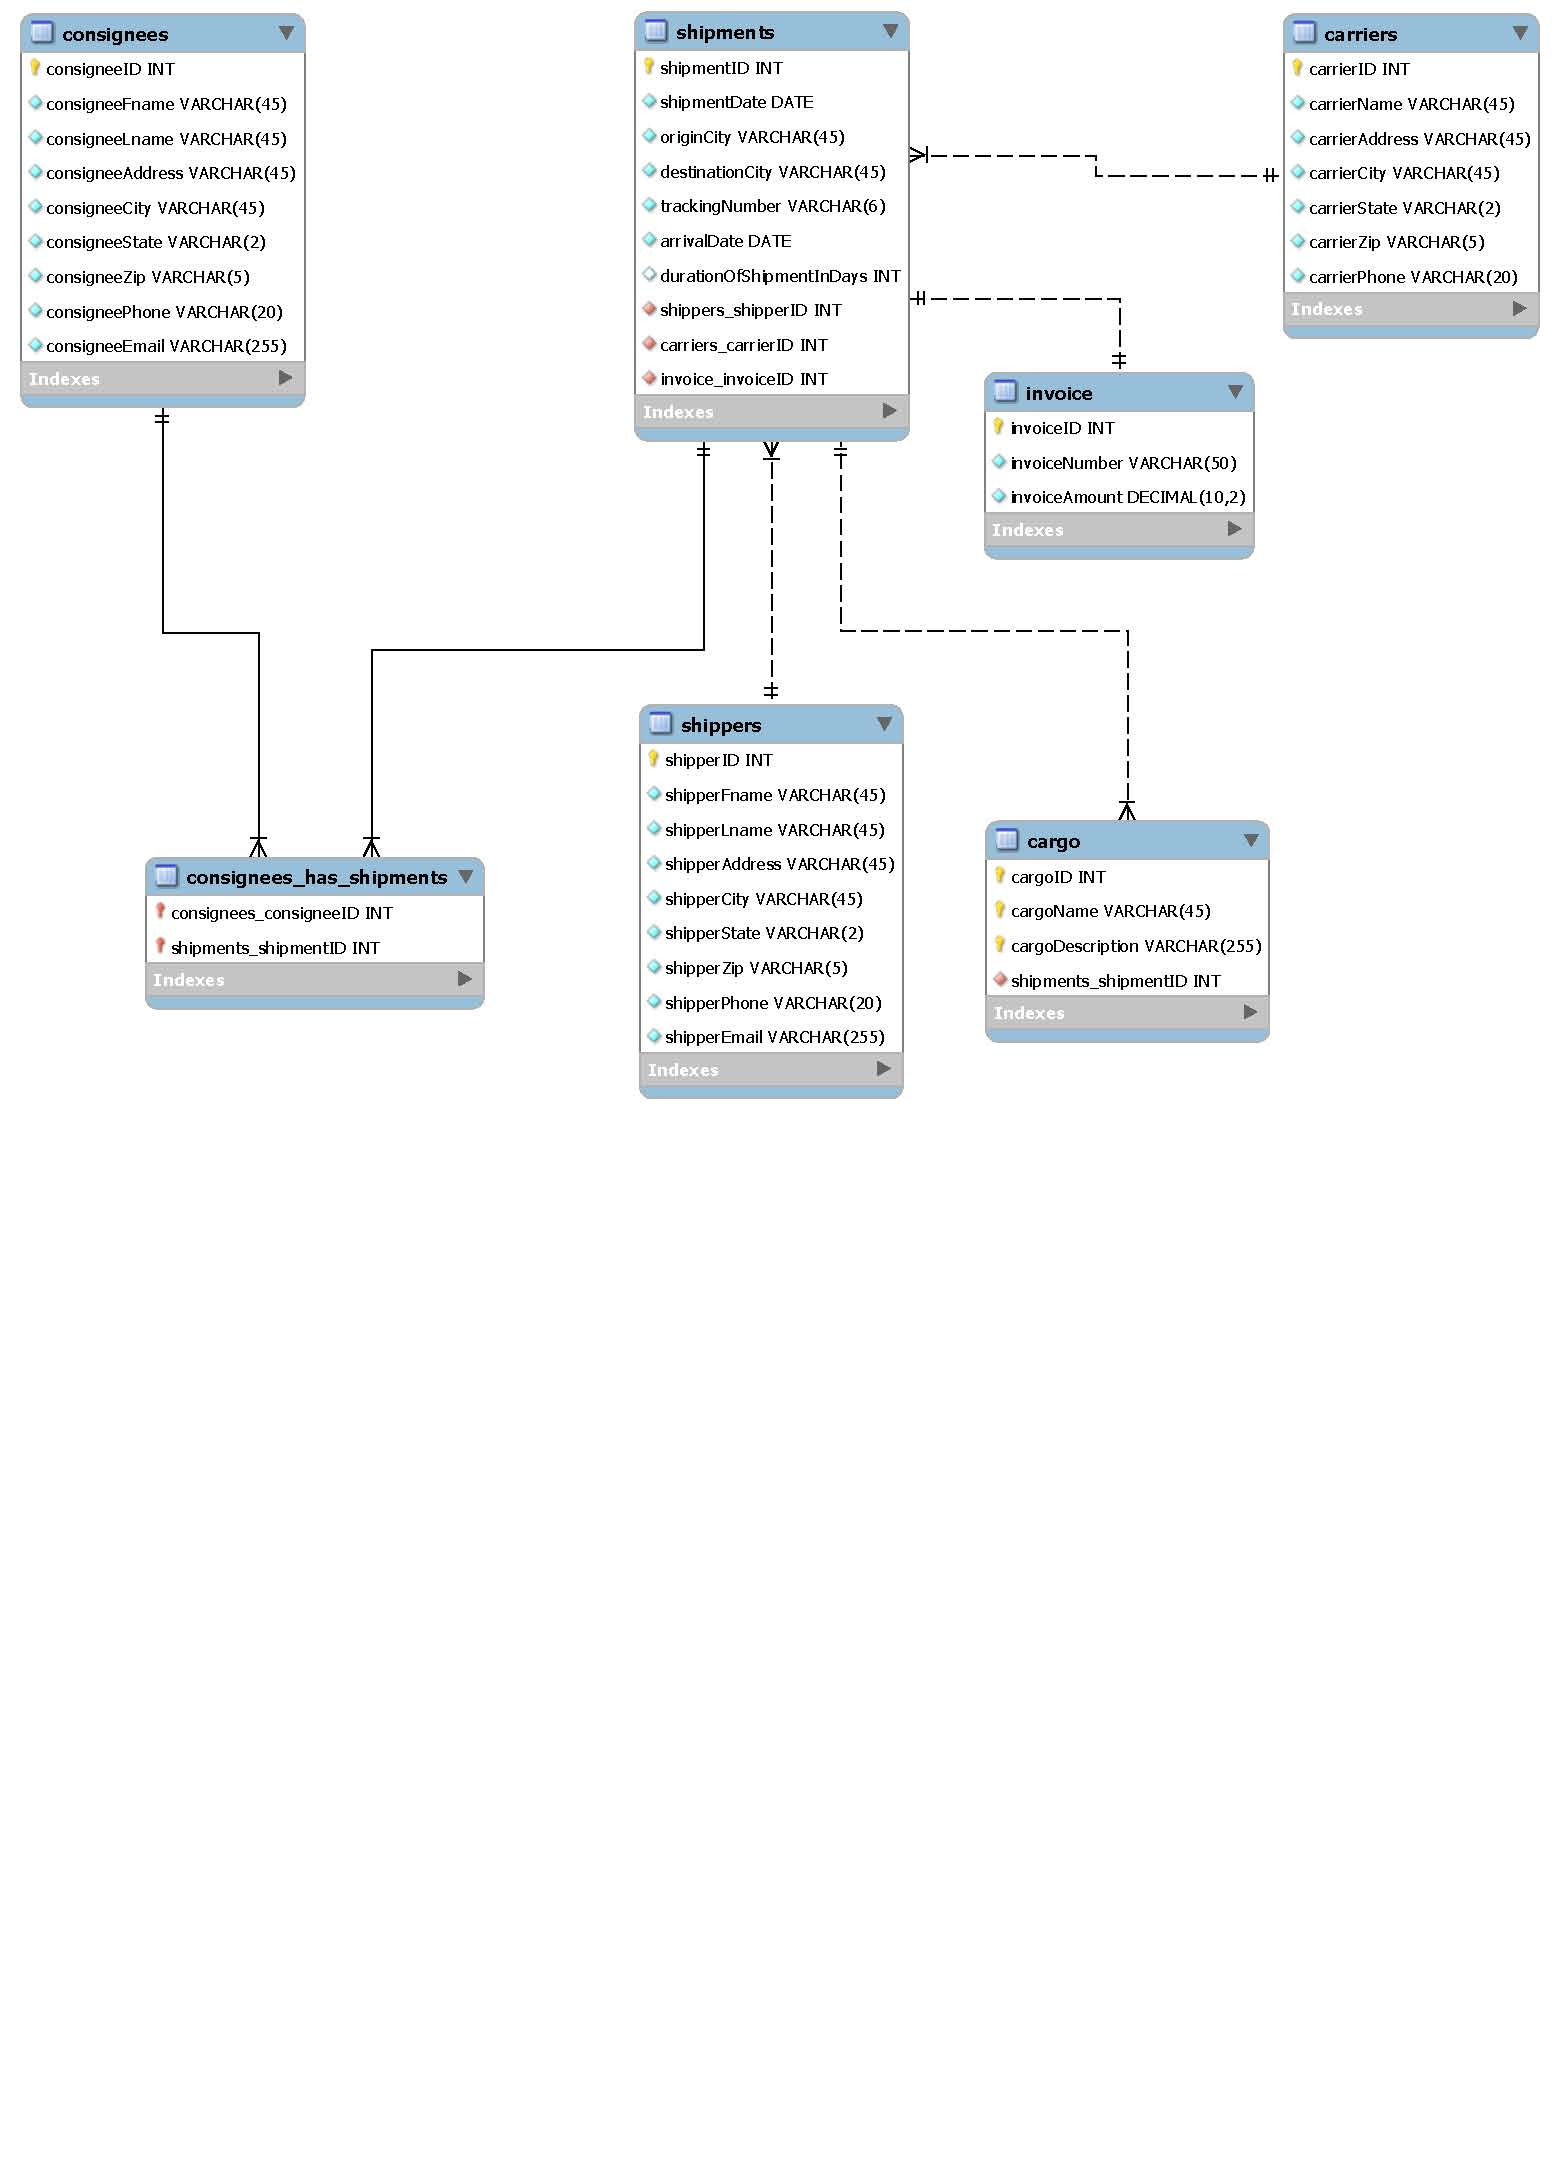 consignees
consigneeID INT
consigneeFname VARCHAR(45)
consigneeLname VARCHAR(45)
consigneeAddress VARCHAR(45)
consigneeCity VARCHAR(45)
consigneeState VARCHAR(2)
consigneeZip VARCHAR(5)
consigneePhone VARCHAR(20)
consigneeEmail VARCHAR(255)
Indexes
shipments
shipmentID INT
shipmentDate DATE
originCity VARCHAR(45)
destinationCity VARCHAR(45)
trackingNumber VARCHAR(6)
arrivalDate DATE
durationOfShipmentInDays INT
shippers_shipperID INT
carriers_carrierID INT
invoice_invoiceID INT
Indexes
carriers
carrierID INT
carrierName VARCHAR(45)
carrierAddress VARCHAR(45)
carrierCity VARCHAR(45)
carrierState VARCHAR(2)
carrierZip VARCHAR(5)
carrierPhone VARCHAR(20)
Indexes
invoice
invoiceID INT
invoiceNumber VARCHAR(50)
invoiceAmount DECIMAL(10,2)
Indexes
consignees_has_shipments
consignees_consigneeID INT
shipments_shipmentID INT
Indexes
shippers
shipperID INT
shipperFname VARCHAR(45)
shipperLname VARCHAR(45)
shipperAddress VARCHAR(45)
shipperCity VARCHAR(45)
shipperState VARCHAR(2)
shipperZip VARCHAR(5)
shipperPhone VARCHAR(20)
shipperEmail VARCHAR(255)
Indexes
cargo
cargoID INT
cargoName VARCHAR(45)
cargoDescription VARCHAR(255)
shipments_shipmentID INT
Indexes